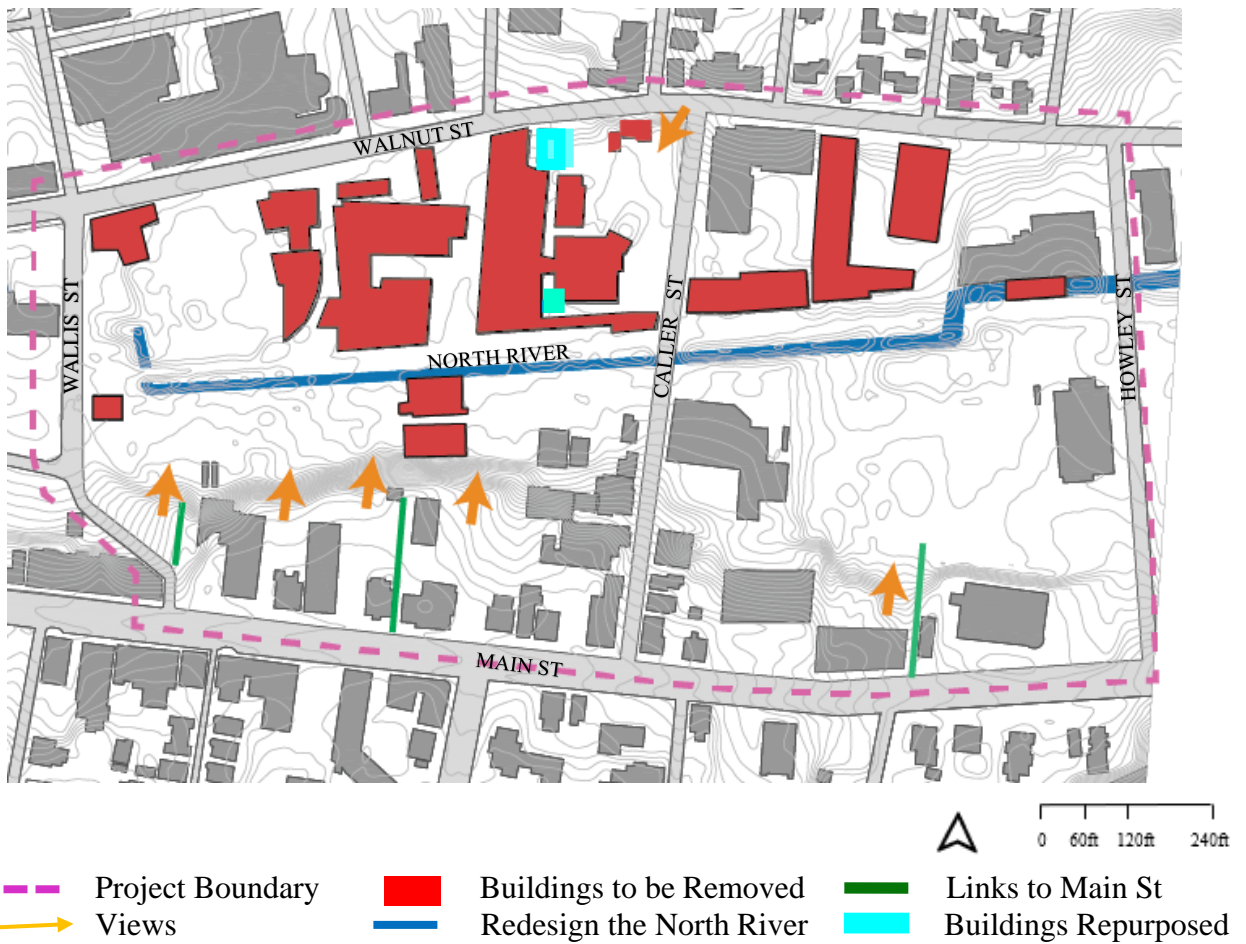 WALNUT ST
WALLIS ST
NORTH RIVER
CALLER ST
HOWLEY ST
MAIN ST
0 60ft 120ft 240ft
Project Boundary Buildings to be Removed Links to Main St
Views Redesign the North River Buildings Repurposed